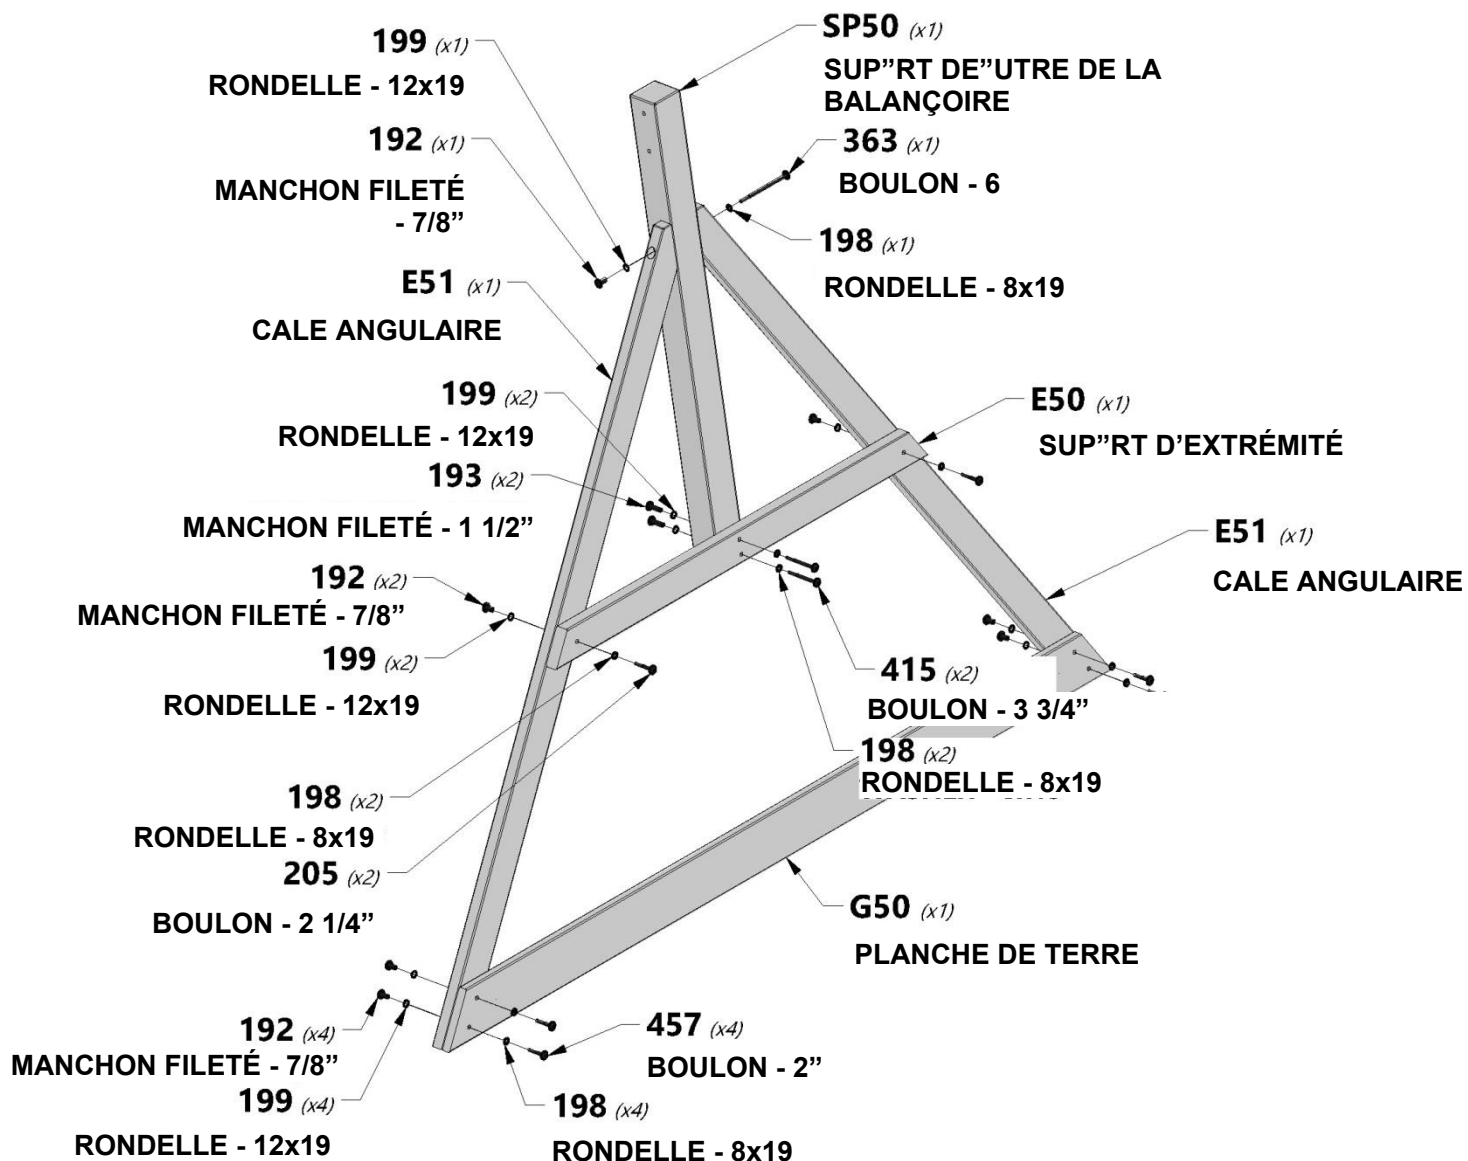 199 (x1)
RONDELLE - 12x19
192 (x1)
MANCHON FILETÉ
- 7/8”
E51 (x1)
CALE ANGULAIRE
199 (x2)
RONDELLE - 12x19
193 (x2)
MANCHON FILETÉ - 1 1/2”
192 (x2)
MANCHON FILETÉ - 7/8”
199 (x2)
RONDELLE - 12x19
198 (x2)
RONDELLE - 8x19
205 (x2)
BOULON - 2 1/4”
192 (x4)
MANCHON FILETÉ - 7/8”
199 (x4)
RONDELLE - 12x19
SP50 (x1)
SUP”RT DE”UTRE DE LA
BALANÇOIRE
363 (x1)
BOULON - 6
198 (x1)
RONDELLE - 8x19
E50 (x1)
SUP”RT D’EXTRÉMITÉ
E51 (x1)
CALE ANGULAIRE
415 (x2)
BOULON - 3 3/4”
198 (x2)
RONDELLE - 8x19
G50 (x1)
PLANCHE DE TERRE
457 (x4)
BOULON - 2”
198 (x4)
RONDELLE - 8x19